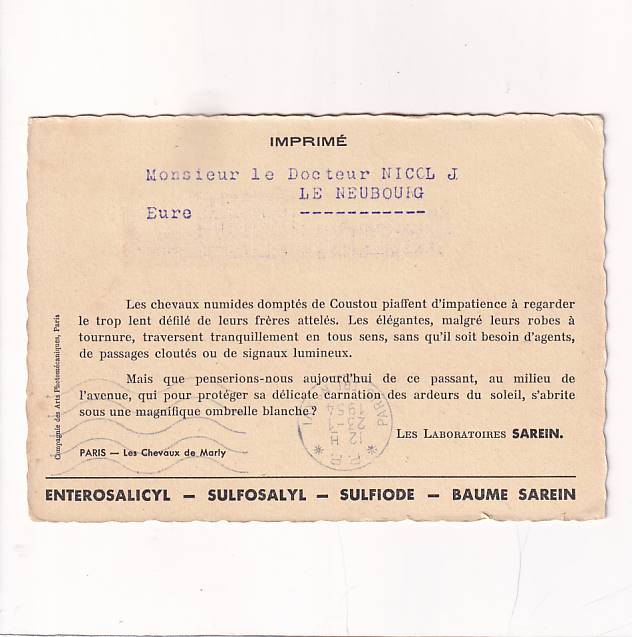 IMPRIMÉ
Monsieur le Docteur NICOL J.
LE NEUBOURG
Eure
Les chevaux numides domptés de Coustou piaffent d'impatience à regarder
le trop lent défilé de leurs frères attelés. Les élégantes, malgré leurs robes à
tournure, traversent tranquillement en tous sens, sans qu'il soit besoin d'agents,
de passages cloutés ou de signaux lumineux.
Mais que penserions-nous aujourd'hui de ce passant, au milieu de
l'avenue, qui pour protéger sa délicate carnation des ardeurs du soleil, s'abrite
sous une magnifique ombrelle blanche?
Les Laboratoires SAREIN.
PARIS — Les Chevaux de Marly
Compagnie des Arts Photomécaniques, Paris
P.P.
12 H
23-1
1954
PARIS
ENTEROSALICYL — SULFOSALYL — SULFIODE — BAUME SAREIN